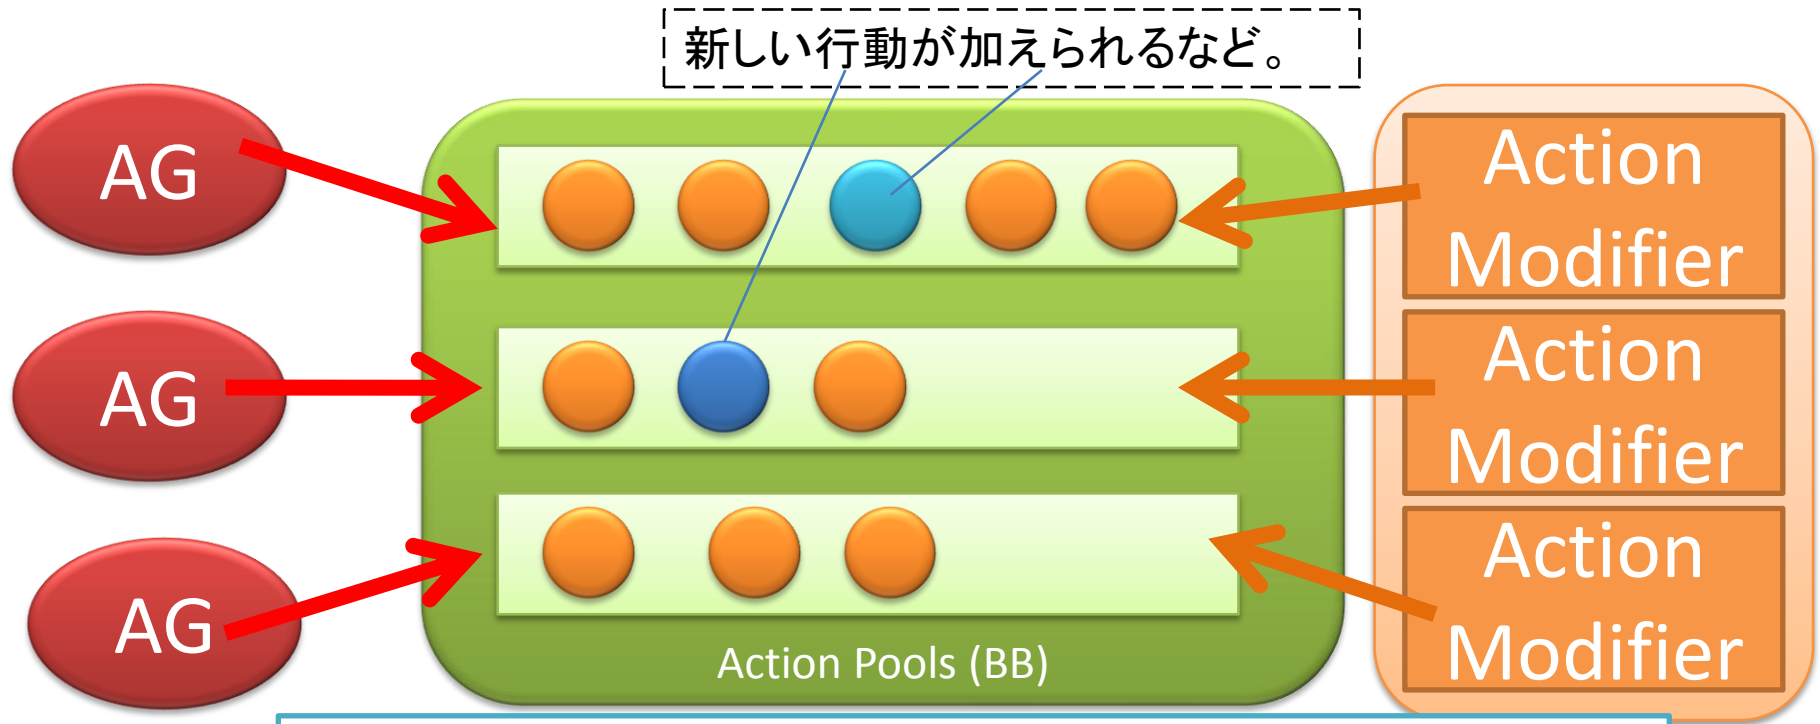 新しい行動が加えられるなど。
AG
Action
Modifier
AG
Action
Modifier
AG
Action
Modifier
Action Pools (BB)